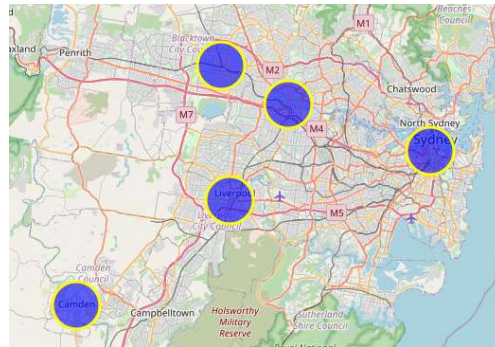 Beaches
Council
M1
Blacktown
City Council
Penrith
M2
Chatswood
M7
M4
North Sydney
Sydney
Liverpool
City Council
M5
Camden
Council
Camden
Campbelltown
Holsworthy
Military
Reserve
Sutherland
Shire Council